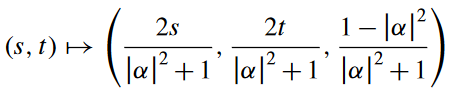 (s, t) ↦ ( 2s / (|α|² + 1), 2t / (|α|² + 1), (1 − |α|²) / (|α|² + 1) )